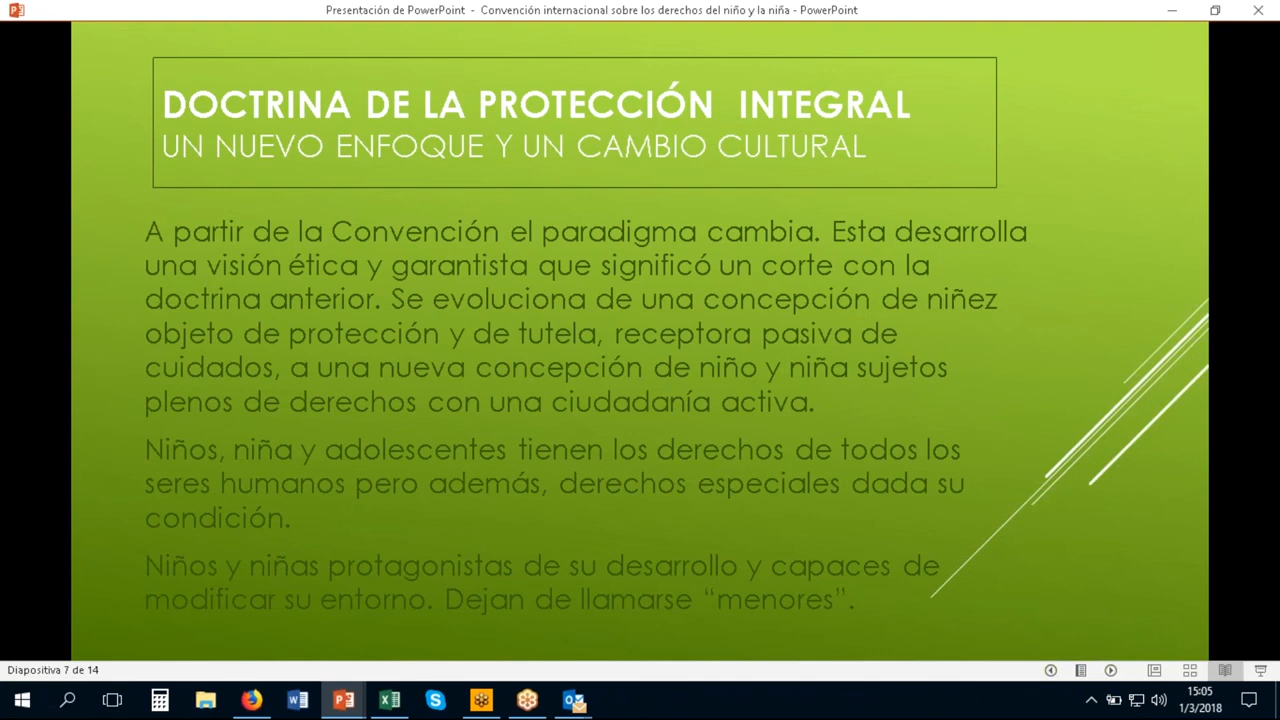 Presentación de PowerPoint - Convención internacional sobre los derechos del niño y la niña - PowerPoint
DOCTRINA DE LA PROTECCIÓN INTEGRAL
UN NUEVO ENFOQUE Y UN CAMBIO CULTURAL
A partir de la Convención el paradigma cambia. Esta desarrolla
una visión ética y garantista que significó un corte con la
doctrina anterior. Se evoluciona de una concepción de niñez
objeto de protección y de tutela, receptora pasiva de
cuidados, a una nueva concepción de niño y niña sujetos
plenos de derechos con una ciudadanía activa.
Niños, niña y adolescentes tienen los derechos de todos los
seres humanos pero además, derechos especiales dada su
condición.
Niños y niñas protagonistas de su desarrollo y capaces de
modificar su entorno. Dejan de llamarse “menores”.
Diapositiva 7 de 14
15:05
1/3/2018